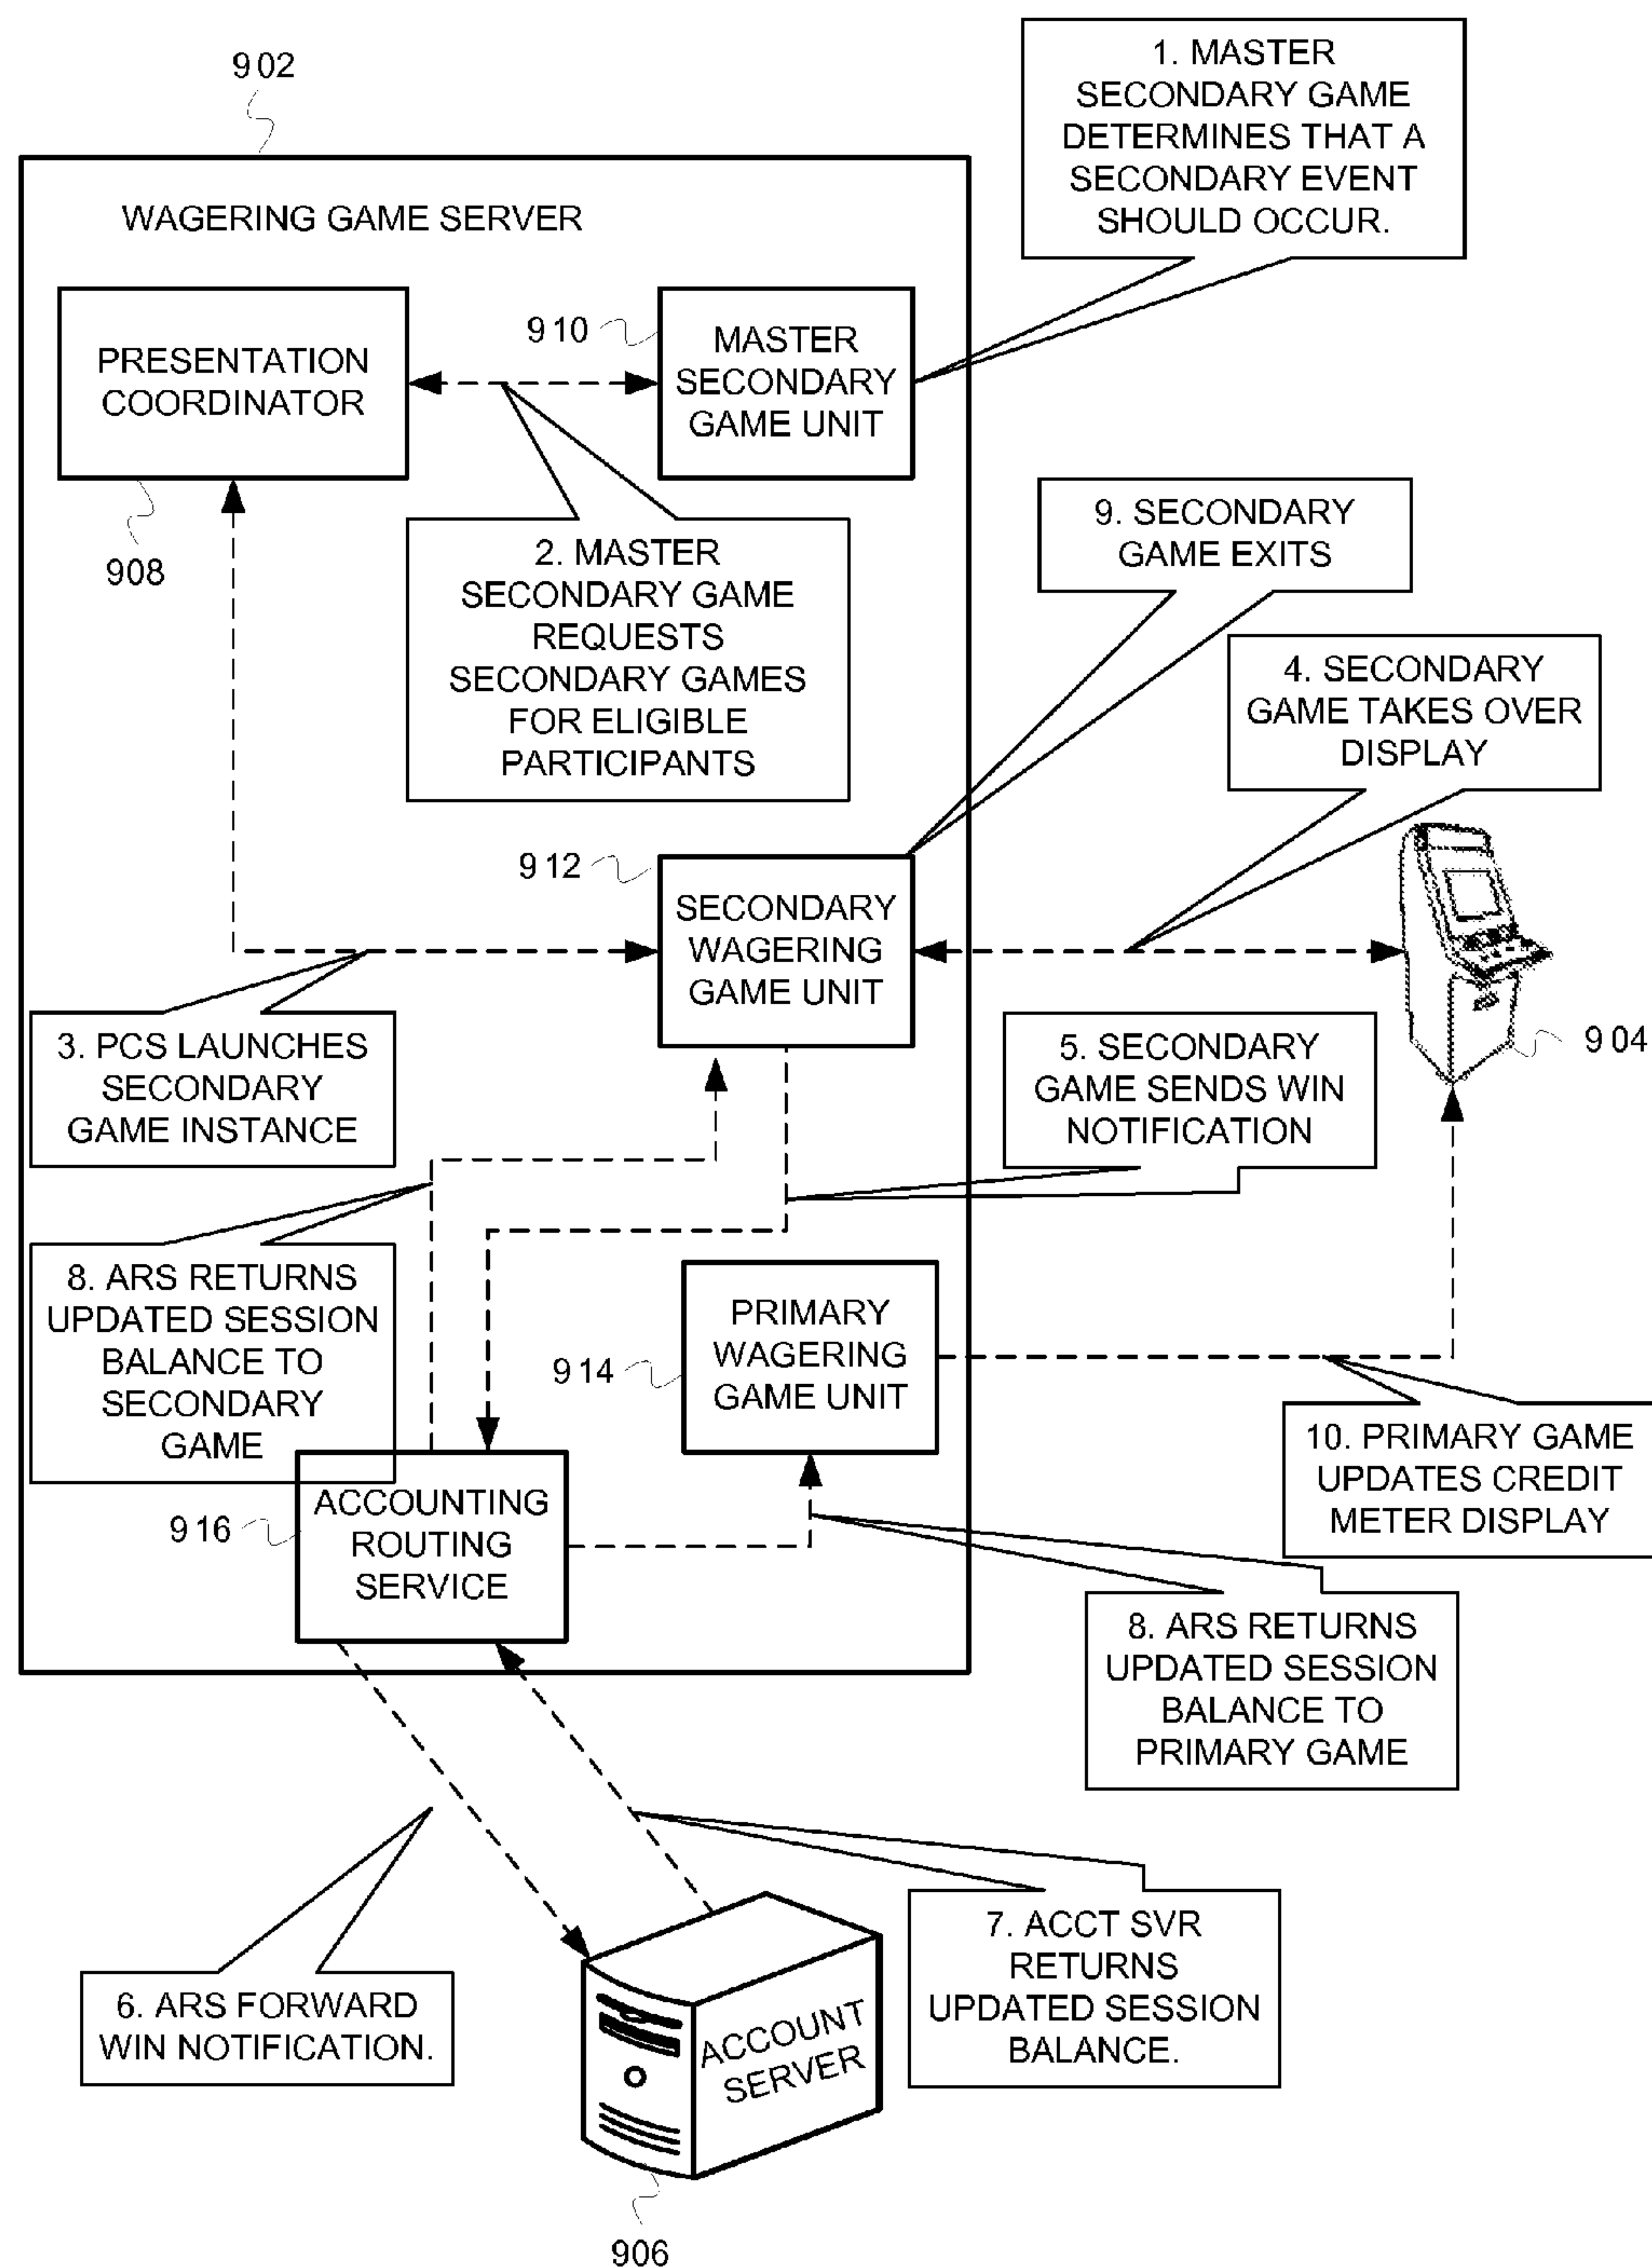 902
1. MASTER
SECONDARY GAME
DETERMINES THAT A
SECONDARY EVENT
SHOULD OCCUR.
WAGERING GAME SERVER
PRESENTATION
COORDINATOR
908
910
MASTER
SECONDARY
GAME UNIT
2. MASTER
SECONDARY GAME
REQUESTS
SECONDARY GAMES
FOR ELIGIBLE
PARTICIPANTS
9. SECONDARY
GAME EXITS
4. SECONDARY
GAME TAKES OVER
DISPLAY
912
SECONDARY
WAGERING
GAME UNIT
904
3. PCS LAUNCHES
SECONDARY
GAME INSTANCE
5. SECONDARY
GAME SENDS WIN
NOTIFICATION
8. ARS RETURNS
UPDATED SESSION
BALANCE TO
SECONDARY
GAME
914
PRIMARY
WAGERING
GAME UNIT
10. PRIMARY GAME
UPDATES CREDIT
METER DISPLAY
916
ACCOUNTING
ROUTING
SERVICE
8. ARS RETURNS
UPDATED SESSION
BALANCE TO
PRIMARY GAME
6. ARS FORWARD
WIN NOTIFICATION.
7. ACCT SVR
RETURNS
UPDATED SESSION
BALANCE.
ACCOUNT
SERVER
906